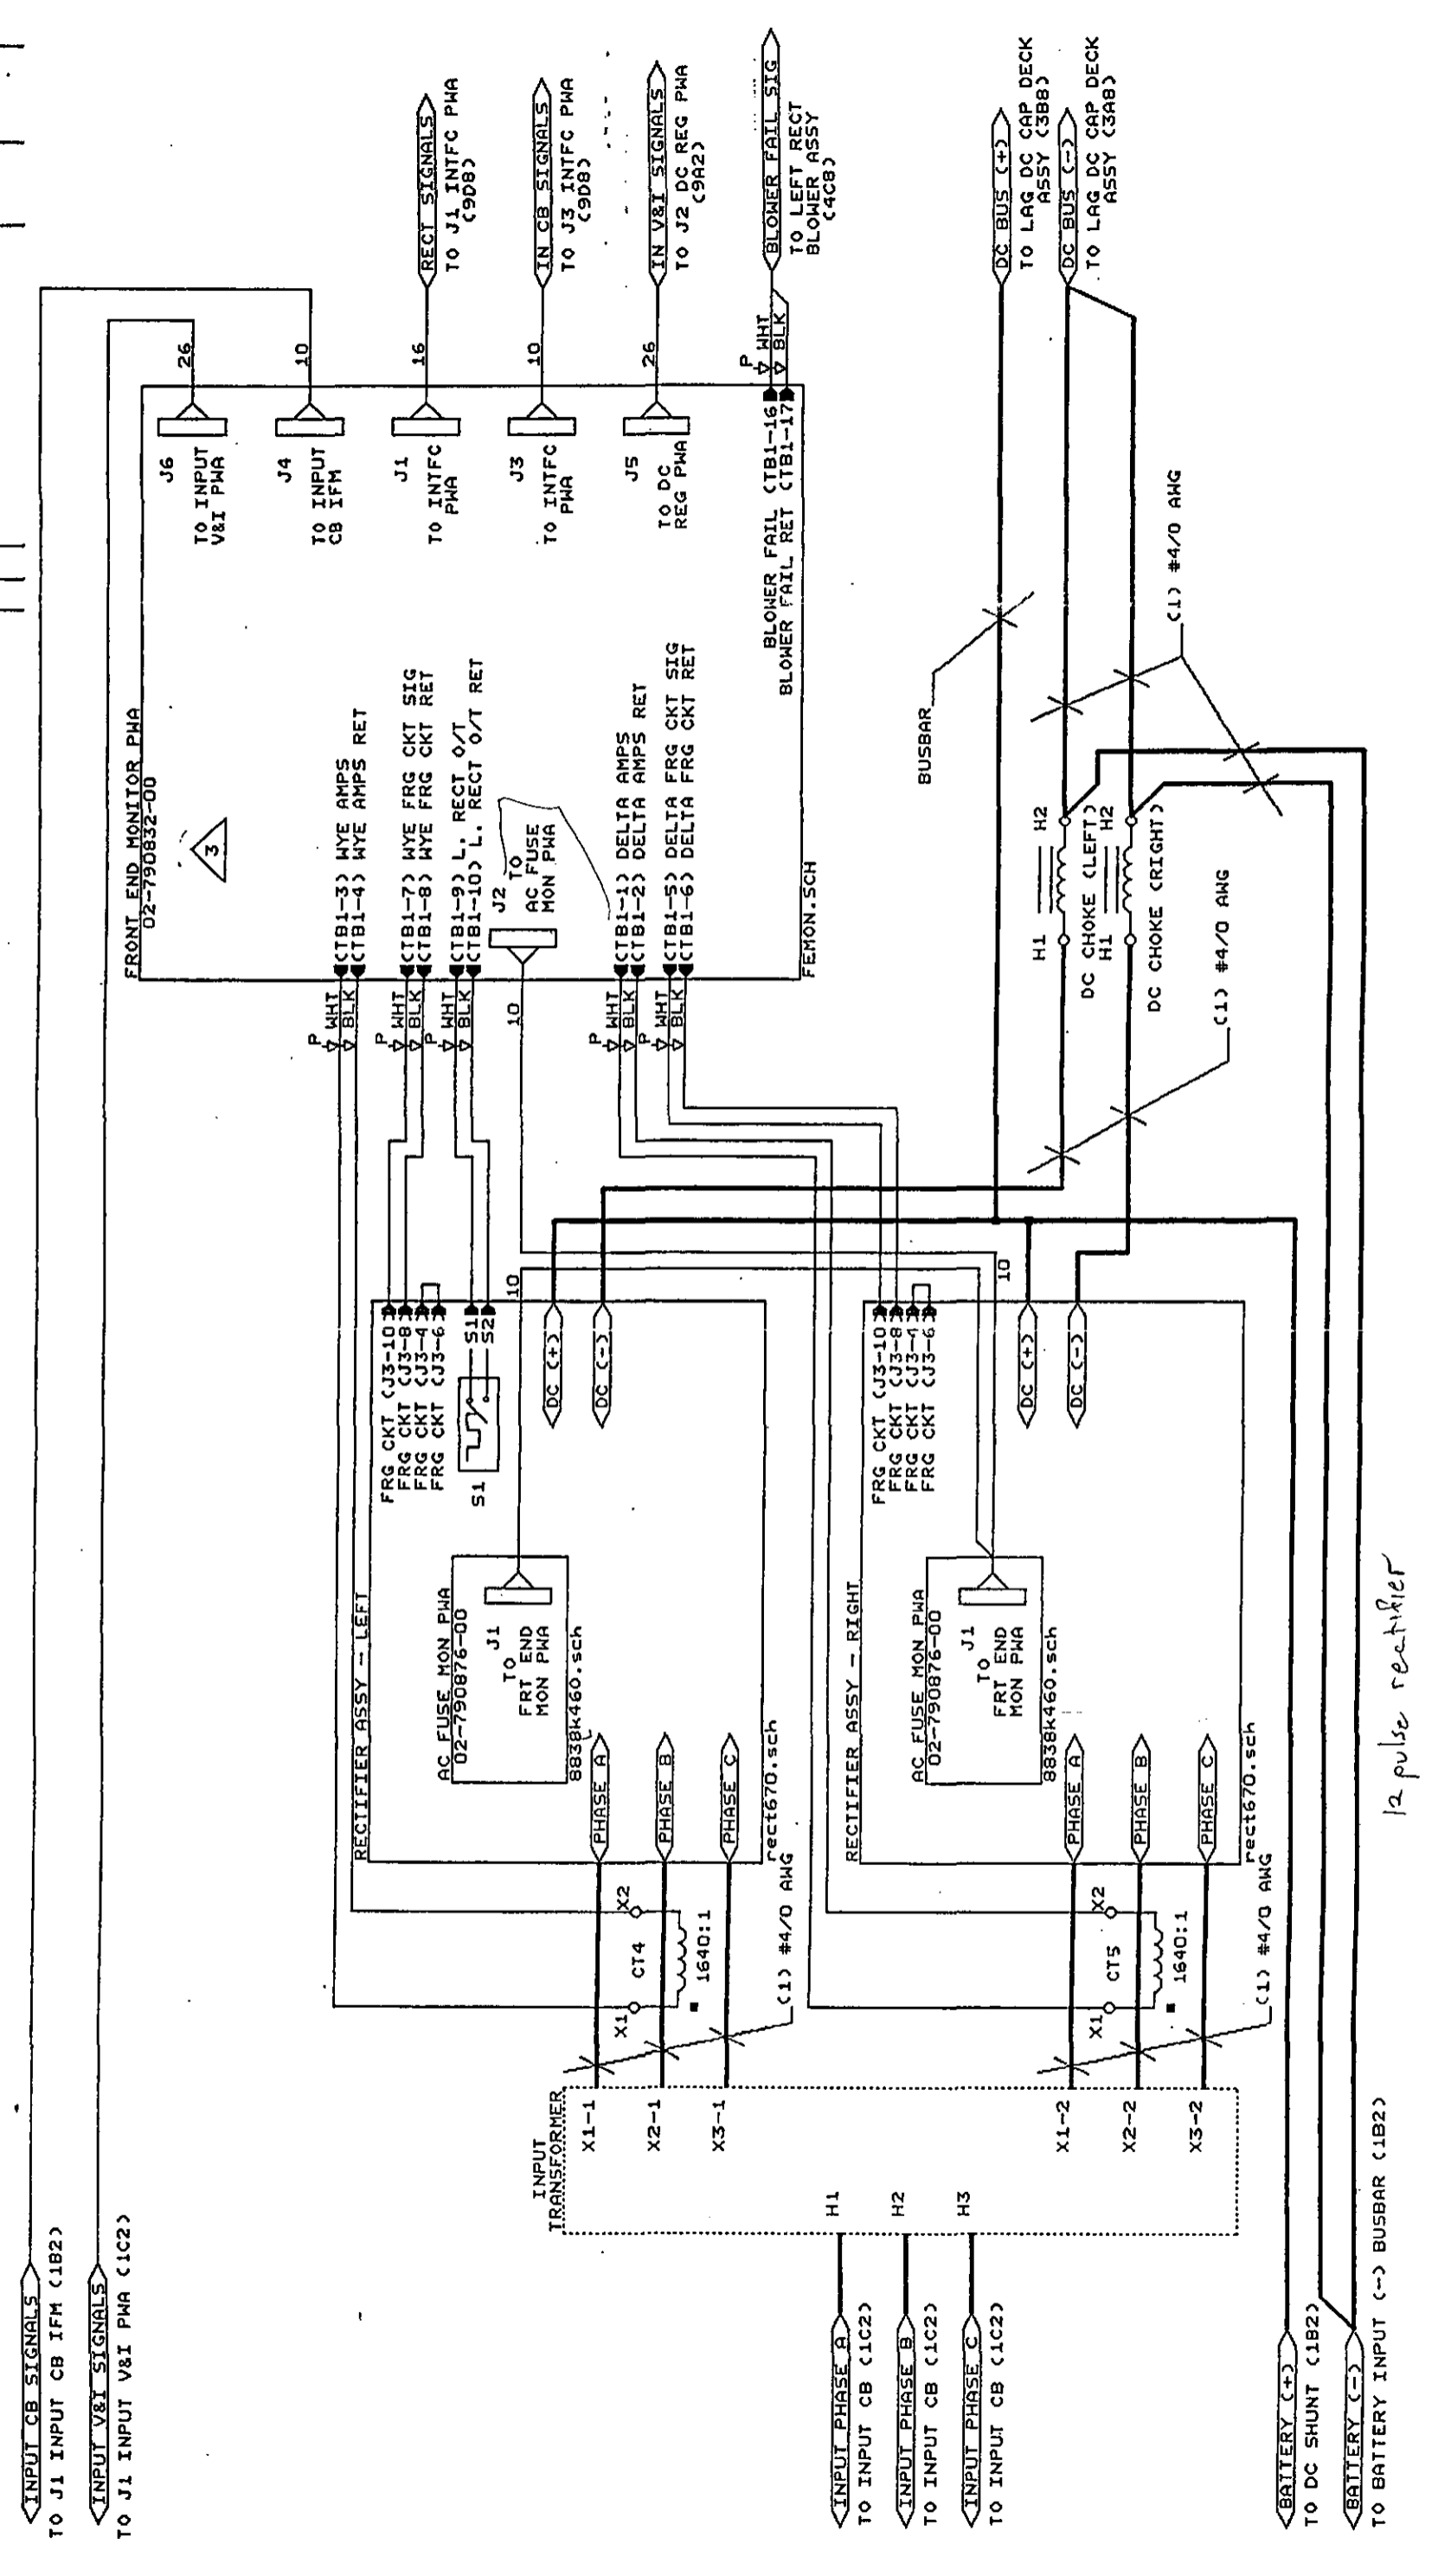 INPUT CB SIGNALS
TO J1 INPUT CB IFM (1B2)
INPUT V&I SIGNALS
TO J1 INPUT V&I PWA (1C2)
FRONT END MONITOR PWA
02-790832-00
3
J6
TO INPUT
V&I PWA
26
J4
TO INPUT
CB IFM
10
J1
TO INTFC
PWA
16
RECT SIGNALS
TO J1 INTFC PWA
(9D8)
J3
TO INTFC
PWA
10
IN CB SIGNALS
TO J3 INTFC PWA
(9D8)
J5
TO DC
REG PWA
26
IN V&I SIGNALS
TO J2 DC REG PWA
(9A2)
BLOWER FAIL (TB1-16
BLOWER FAIL RET (TB1-17
P
WHT
BLK
BLOWER FAIL SIG
TO LEFT RECT
BLOWER ASSY
(4C8)
P
WHT
BLK
(TB1-3) WYE AMPS
(TB1-4) WYE AMPS RET
P
WHT
BLK
(TB1-7) WYE FRG CKT SIG
(TB1-8) WYE FRG CKT RET
P
WHT
BLK
(TB1-9) L. RECT O/T
(TB1-10) L. RECT O/T RET
10
J2
TO
AC FUSE
MON PWA
P
WHT
BLK
(TB1-1) DELTA AMPS
(TB1-2) DELTA AMPS RET
P
WHT
BLK
(TB1-5) DELTA FRG CKT SIG
(TB1-6) DELTA FRG CKT RET
FEMON.SCH
RECTIFIER ASSY - LEFT
FRG CKT (J3-10
FRG CKT (J3-8
FRG CKT (J3-4
FRG CKT (J3-6
S1
S1
S2
AC FUSE MON PWA
02-790876-00
J1
TO
FRT END
MON PWA
8838k460.sch
10
DC (+)
DC (-)
PHASE A
PHASE B
PHASE C
rect670.sch
X1
CT4
X2
1640:1
(1) #4/0 AWG
RECTIFIER ASSY - RIGHT
FRG CKT (J3-10
FRG CKT (J3-8
FRG CKT (J3-4
FRG CKT (J3-6
AC FUSE MON PWA
02-790876-00
J1
TO
FRT END
MON PWA
8838k460.sch
10
DC (+)
DC (-)
PHASE A
PHASE B
PHASE C
rect670.sch
X1
CT5
X2
1640:1
(1) #4/0 AWG
INPUT
TRANSFORMER
X1-1
X2-1
X3-1
X1-2
X2-2
X3-2
H1
H2
H3
INPUT PHASE A
TO INPUT CB (1C2)
INPUT PHASE B
TO INPUT CB (1C2)
INPUT PHASE C
TO INPUT CB (1C2)
BUSBAR
DC BUS (+)
TO LAG DC CAP DECK
ASSY (3B8)
DC BUS (-)
TO LAG DC CAP DECK
ASSY (3A8)
H1
H2
DC CHOKE (LEFT)
H1
H2
DC CHOKE (RIGHT)
(1) #4/0 AWG
(1) #4/0 AWG
BATTERY (+)
TO DC SHUNT (1B2)
BATTERY (-)
TO BATTERY INPUT (-) BUSBAR (1B2)
12 pulse rectifier